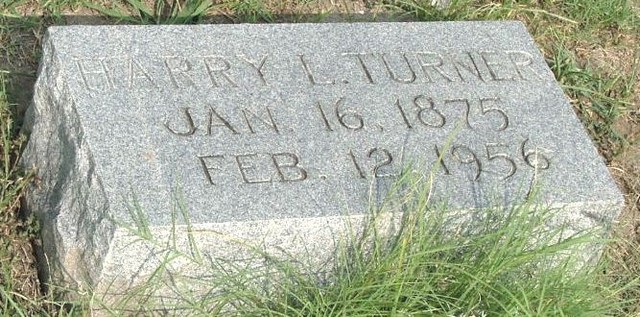 HARRY L. TURNER
JAN. 16, 1875
FEB. 12, 1956